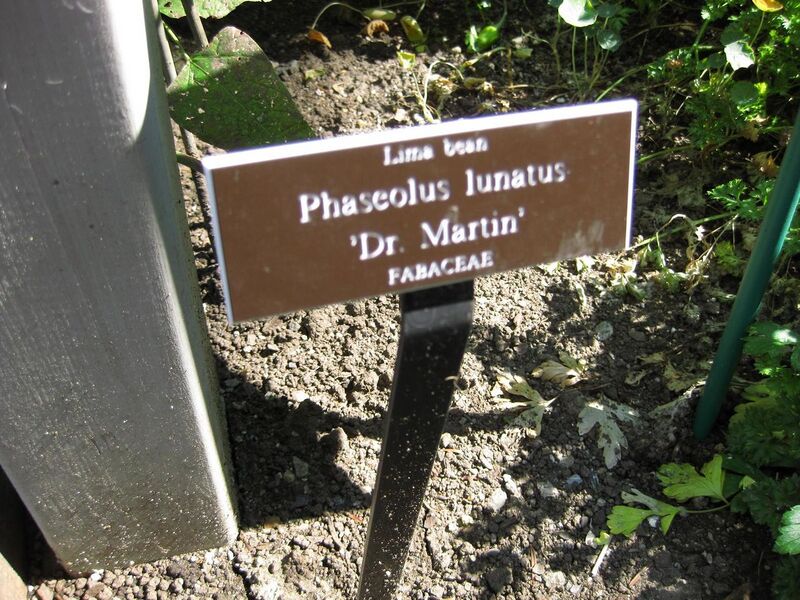 Lima bean
Phaseolus lunatus
'Dr. Martin'
FABACEAE